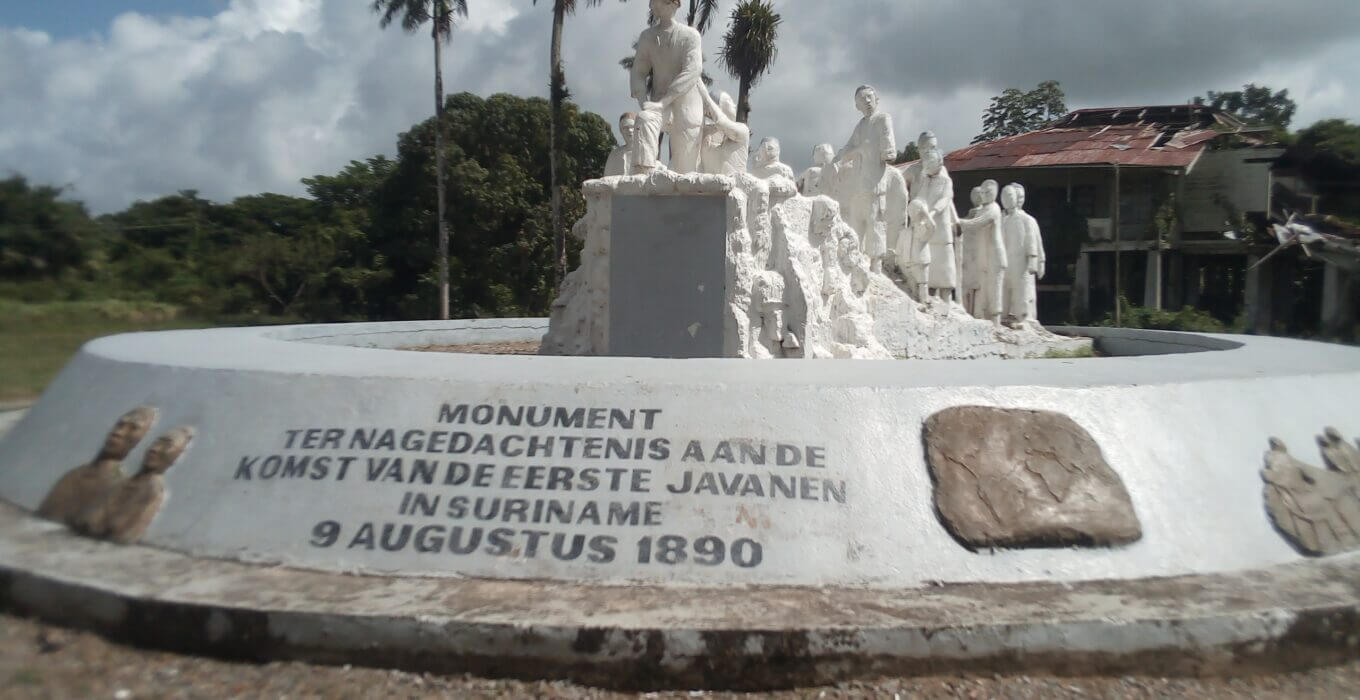 MONUMENT
TER NAGEDACHTENIS AAN DE
KOMST VAN DE EERSTE JAVANEN
IN SURINAME
9 AUGUSTUS 1890